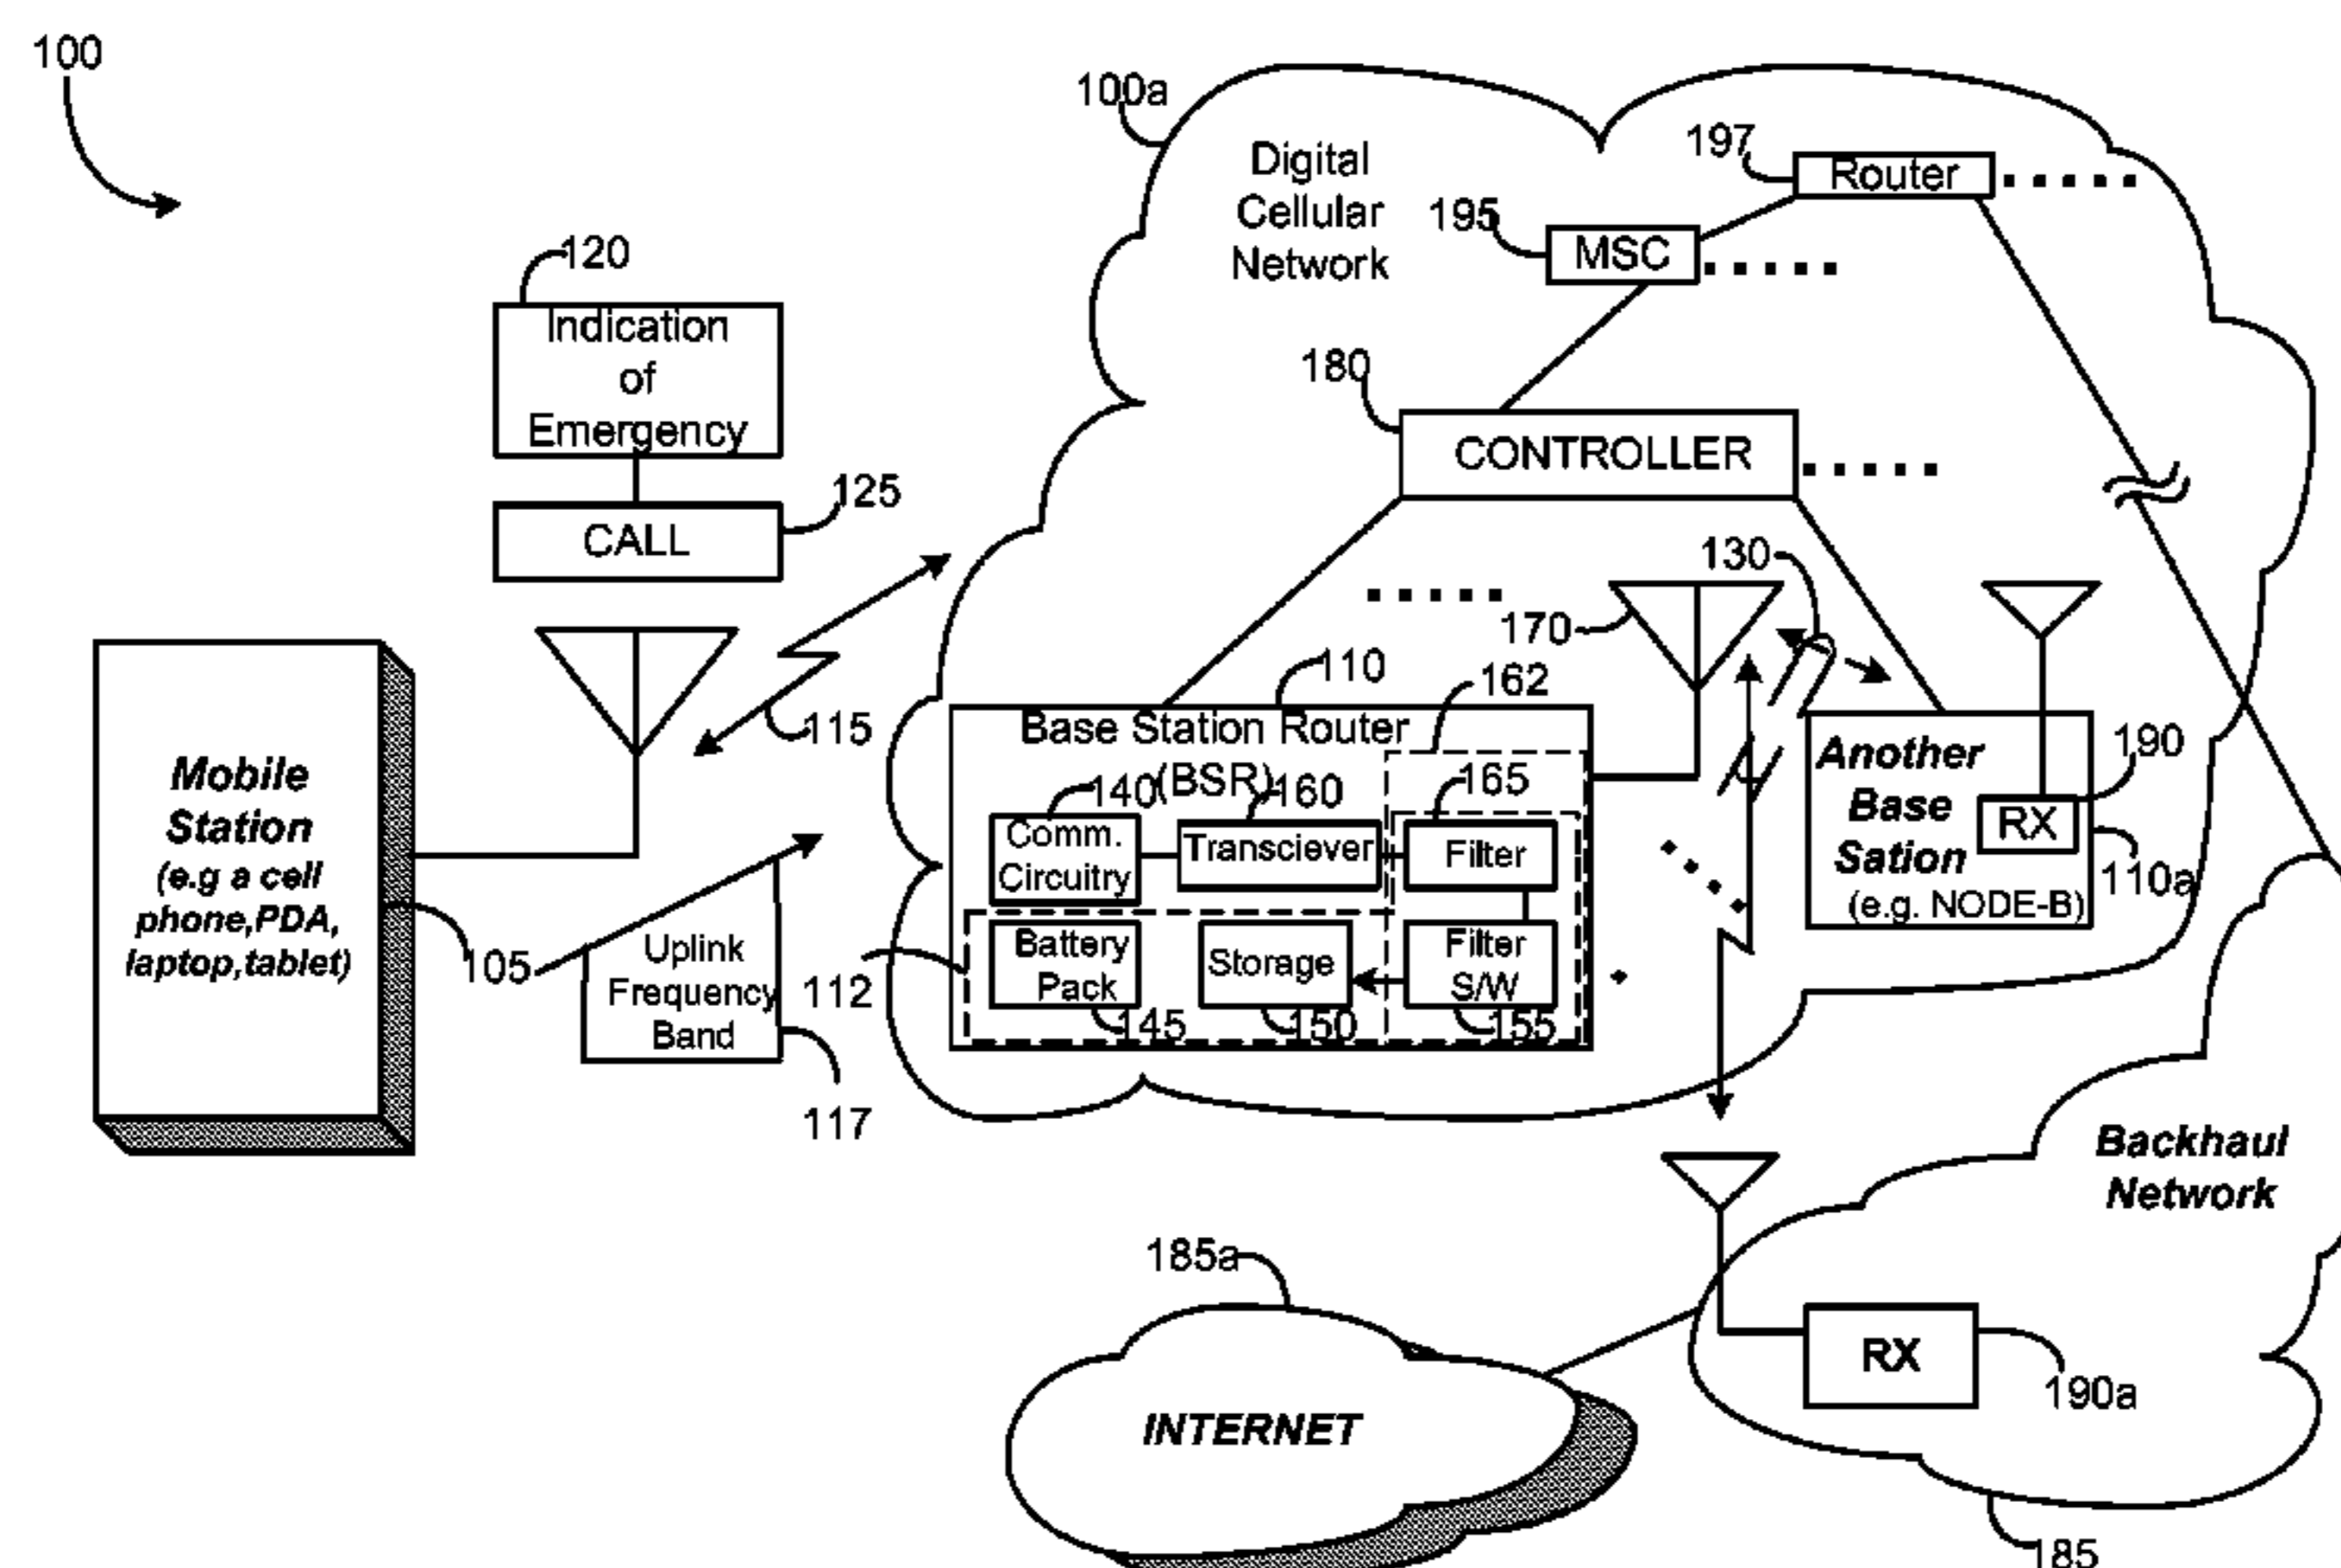 100
100a
Digital
Cellular
Network
197
Router
195
MSC
120
Indication
of
Emergency
180
CONTROLLER
125
CALL
130
170
110
162
115
Base Station Router
(BSR)
140
160
165
Comm.
Circuitry
Transciever
Filter
Battery
Pack
Storage
Filter
S/W
112
145
150
155
Another
Base
Sation
(e.g. NODE-B)
190
RX
110a
Mobile
Station
(e.g a cell
phone,PDA,
laptop,tablet)
105
Uplink
Frequency
Band
117
Backhaul
Network
185a
INTERNET
RX
190a
185